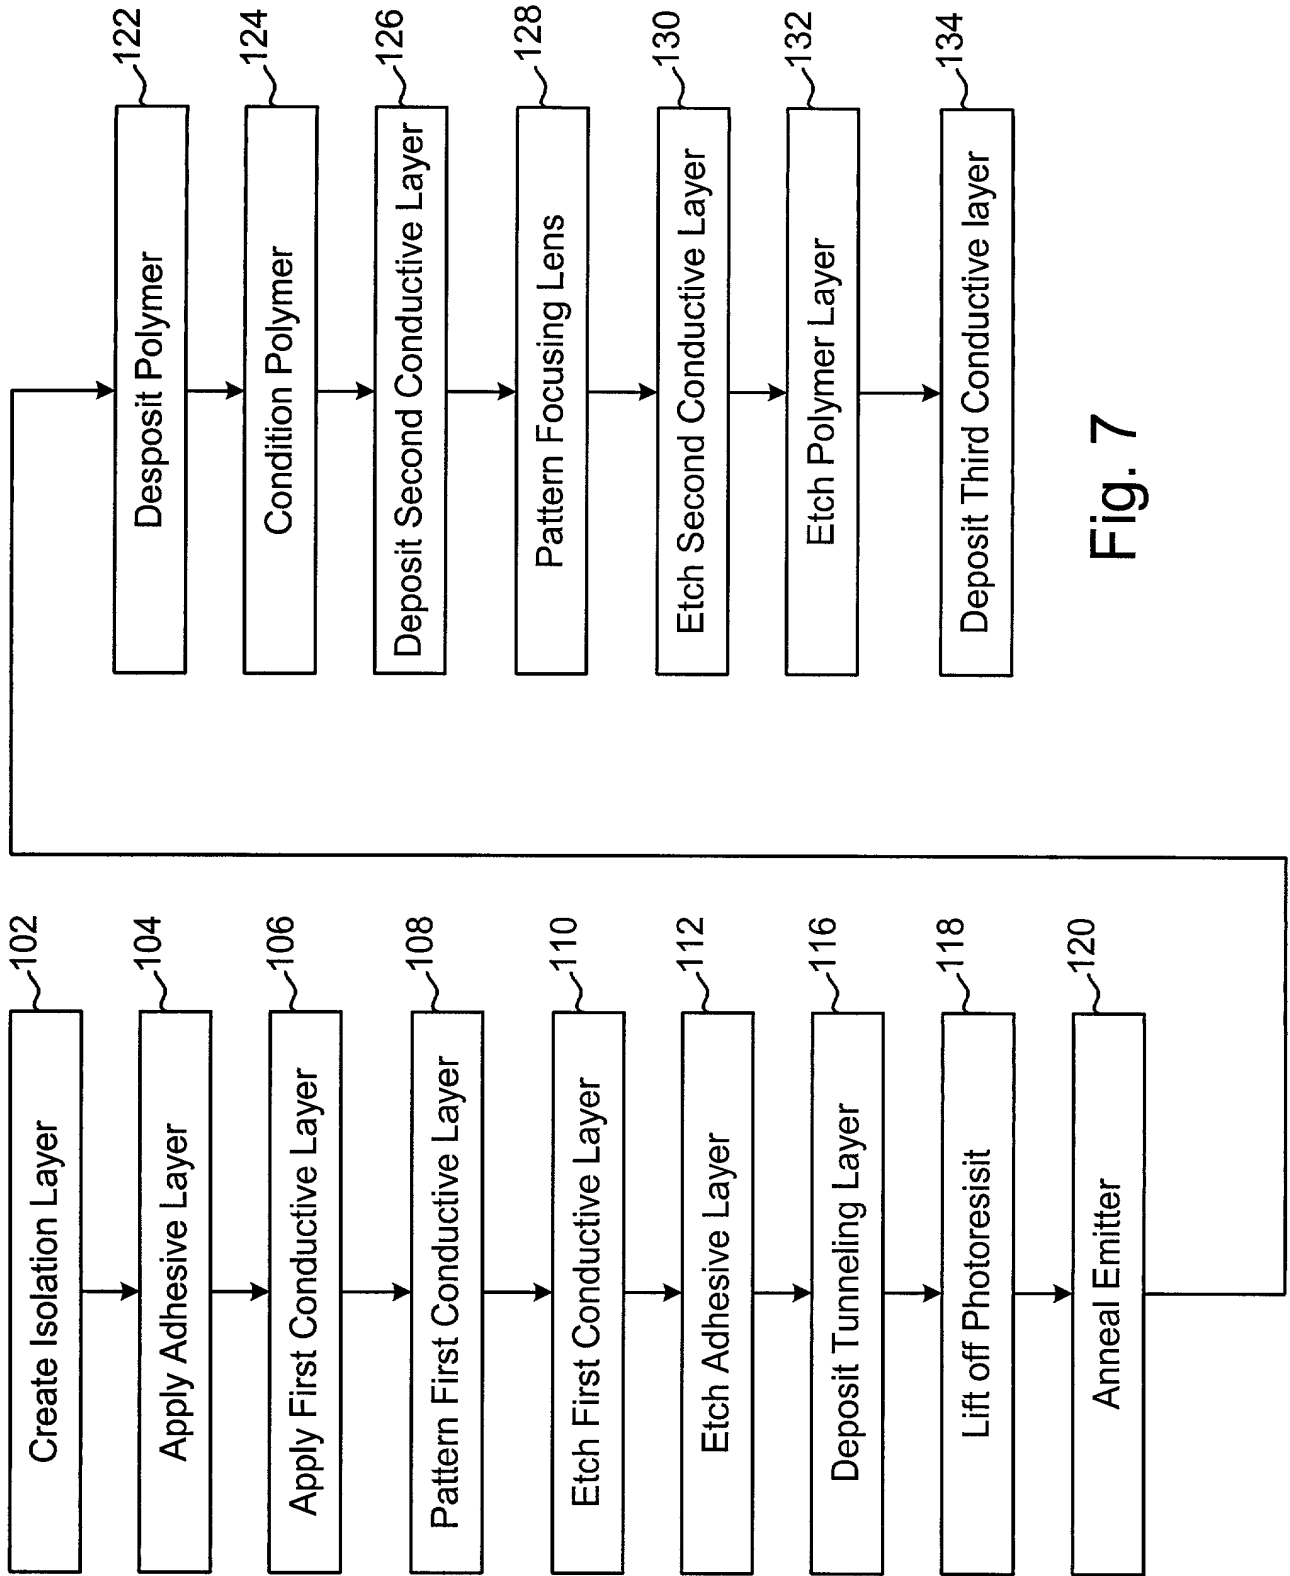 Create Isolation Layer
102
Apply Adhesive Layer
104
Apply First Conductive Layer
106
Pattern First Conductive Layer
108
Etch First Conductive Layer
110
Etch Adhesive Layer
112
Deposit Tunneling Layer
116
Lift off Photoresisit
118
Anneal Emitter
120
Desposit Polymer
122
Condition Polymer
124
Deposit Second Conductive Layer
126
Pattern Focusing Lens
128
Etch Second Conductive Layer
130
Etch Polymer Layer
132
Deposit Third Conductive layer
134
Fig. 7